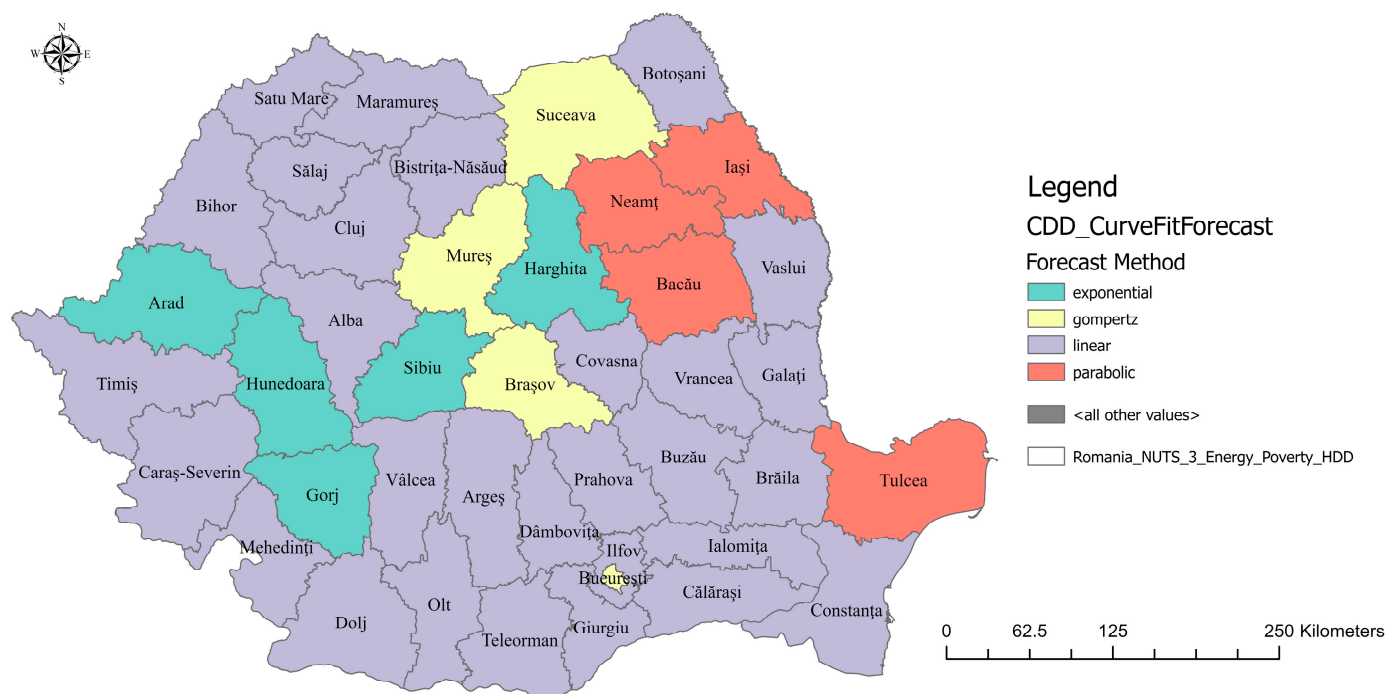 N
W E
S
Botoșani
Satu Mare
Maramureș
Suceava
Sălaj
Bistrița-Năsăud
Iași
Neamț
Bihor
Cluj
Mureș
Harghita
Vaslui
Bacău
Arad
Alba
Timiș
Hunedoara
Sibiu
Brașov
Covasna
Vrancea
Galați
Caraș-Severin
Gorj
Vâlcea
Argeș
Prahova
Buzău
Brăila
Tulcea
Mehedinți
Dâmbovița
Ilfov
Ialomița
București
Călărași
Constanța
Dolj
Olt
Teleorman
Giurgiu
Legend
CDD_CurveFitForecast
Forecast Method
exponential
gompertz
linear
parabolic
<all other values>
Romania_NUTS_3_Energy_Poverty_HDD
0 62.5 125 250 Kilometers